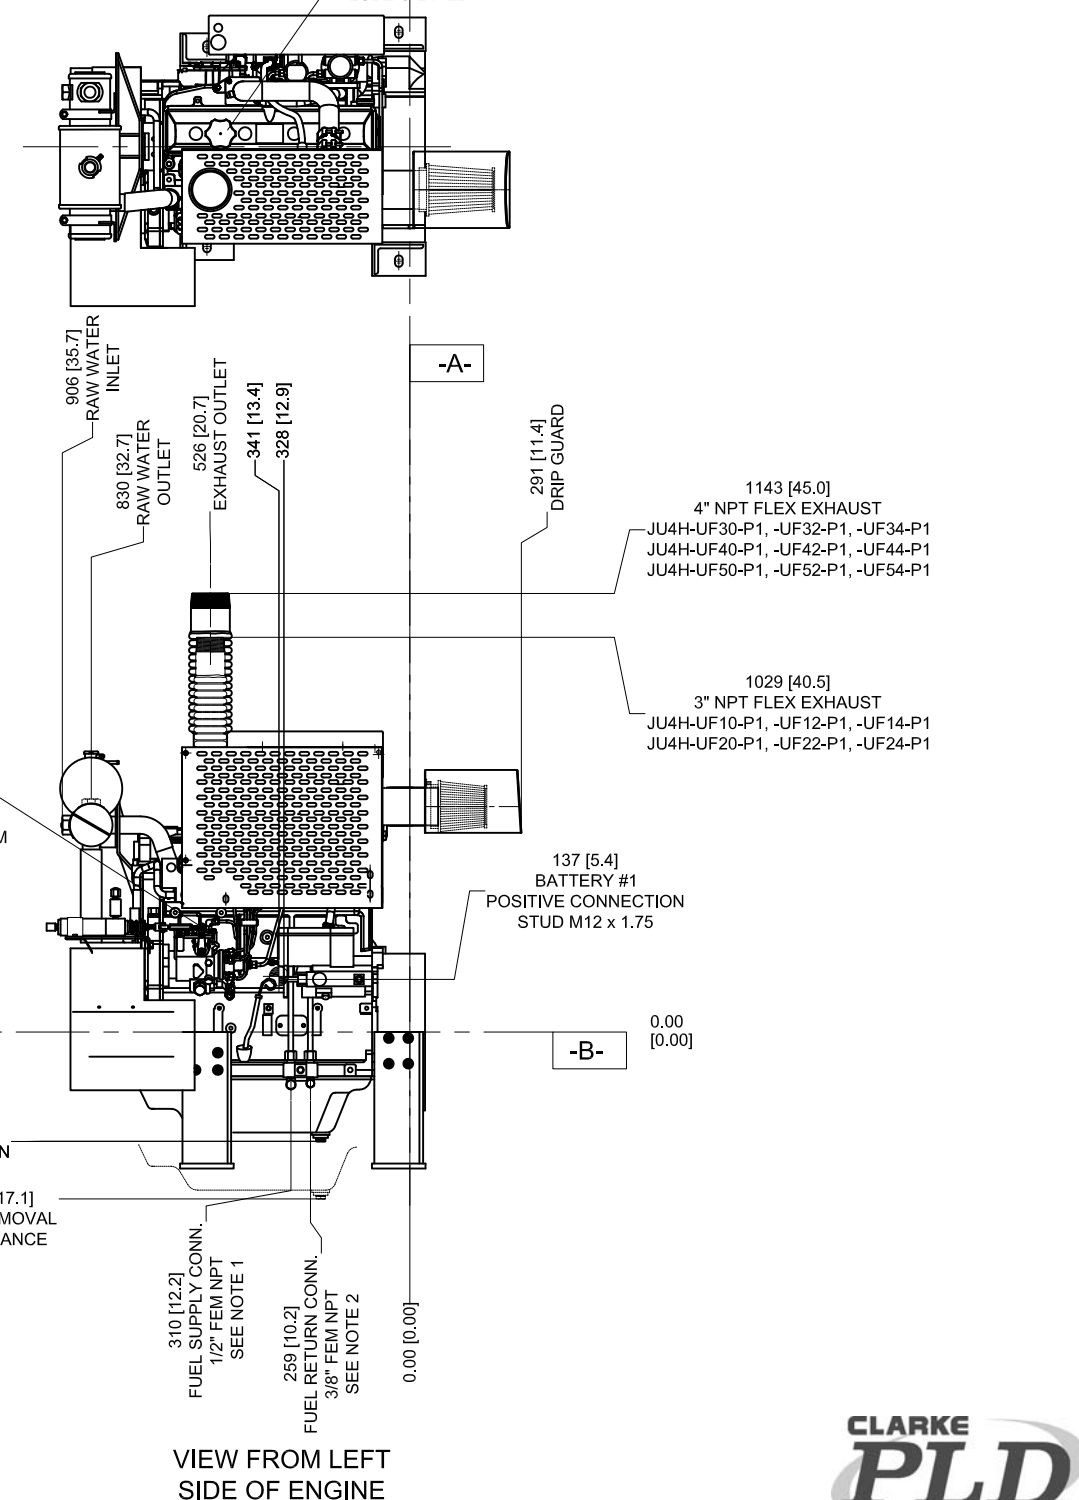 906 [35.7]
RAW WATER
INLET
830 [32.7]
RAW WATER
OUTLET
526 [20.7]
EXHAUST OUTLET
341 [13.4]
328 [12.9]
-A-
291 [11.4]
DRIP GUARD
1143 [45.0]
4" NPT FLEX EXHAUST
JU4H-UF30-P1, -UF32-P1, -UF34-P1
JU4H-UF40-P1, -UF42-P1, -UF44-P1
JU4H-UF50-P1, -UF52-P1, -UF54-P1
1029 [40.5]
3" NPT FLEX EXHAUST
JU4H-UF10-P1, -UF12-P1, -UF14-P1
JU4H-UF20-P1, -UF22-P1, -UF24-P1
M
137 [5.4]
BATTERY #1
POSITIVE CONNECTION
STUD M12 x 1.75
0.00
[0.00]
-B-
N
17.1]
MOVAL
ANCE
310 [12.2]
FUEL SUPPLY CONN.
1/2" FEM NPT
SEE NOTE 1
259 [10.2]
FUEL RETURN CONN.
3/8" FEM NPT
SEE NOTE 2
0.00 [0.00]
VIEW FROM LEFT
SIDE OF ENGINE
CLARKE
PLD